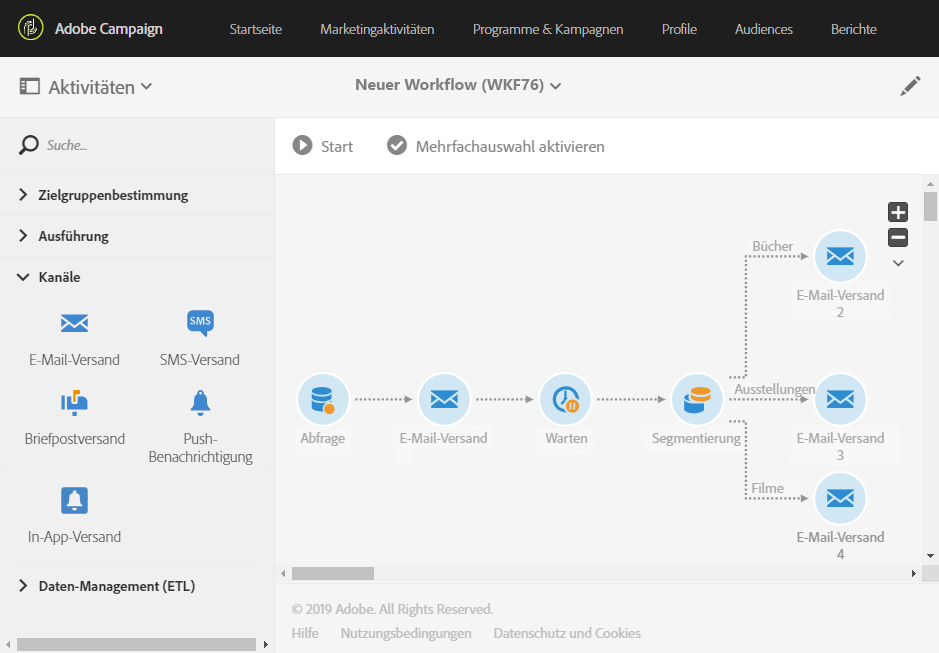 Adobe Campaign
Startseite
Marketingaktivitäten
Programme & Kampagnen
Profile
Audiences
Berichte
Aktivitäten
Neuer Workflow (WKF76)
Suche...
Start
Mehrfachauswahl aktivieren
Zielgruppenbestimmung
Ausführung
Kanäle
E-Mail-Versand
SMS
SMS-Versand
Briefpostversand
Push-
Benachrichtigung
In-App-Versand
Daten-Management (ETL)
Abfrage
E-Mail-Versand
Warten
Segmentierung
Bücher
E-Mail-Versand
2
Ausstellungen
E-Mail-Versand
3
Filme
E-Mail-Versand
4
© 2019 Adobe. All Rights Reserved.
Hilfe
Nutzungsbedingungen
Datenschutz und Cookies